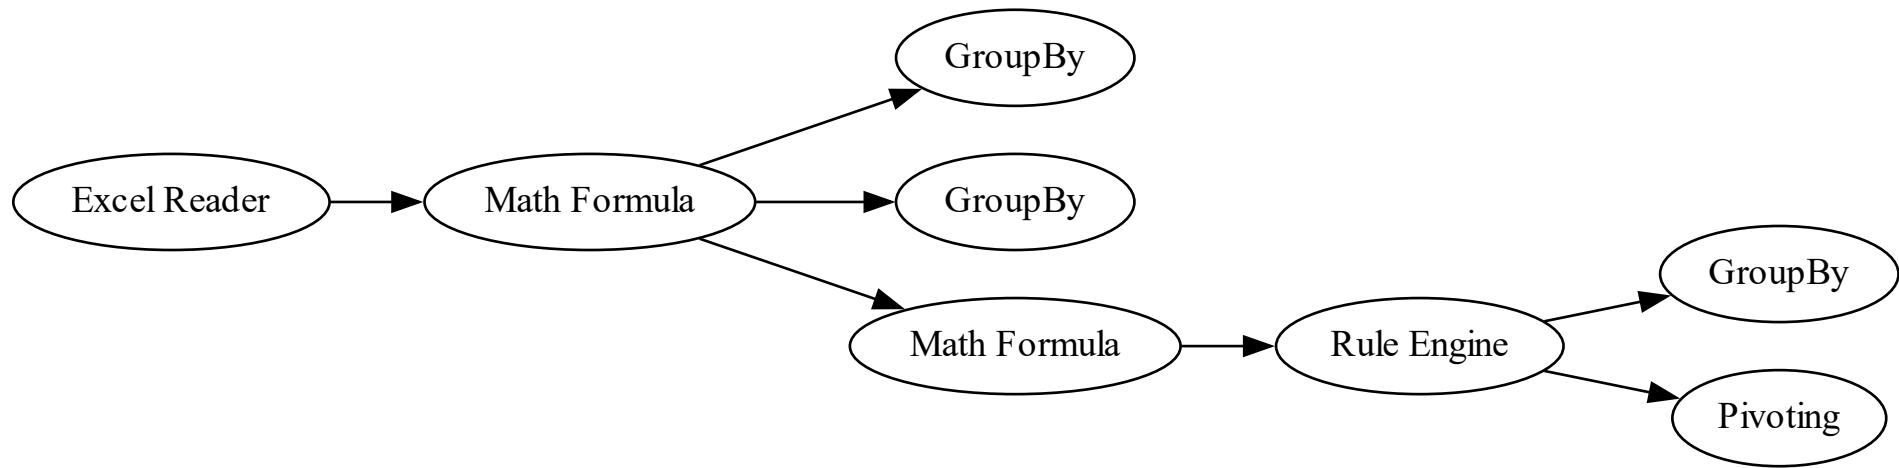 Excel Reader
Math Formula
GroupBy
GroupBy
Math Formula
Rule Engine
GroupBy
Pivoting